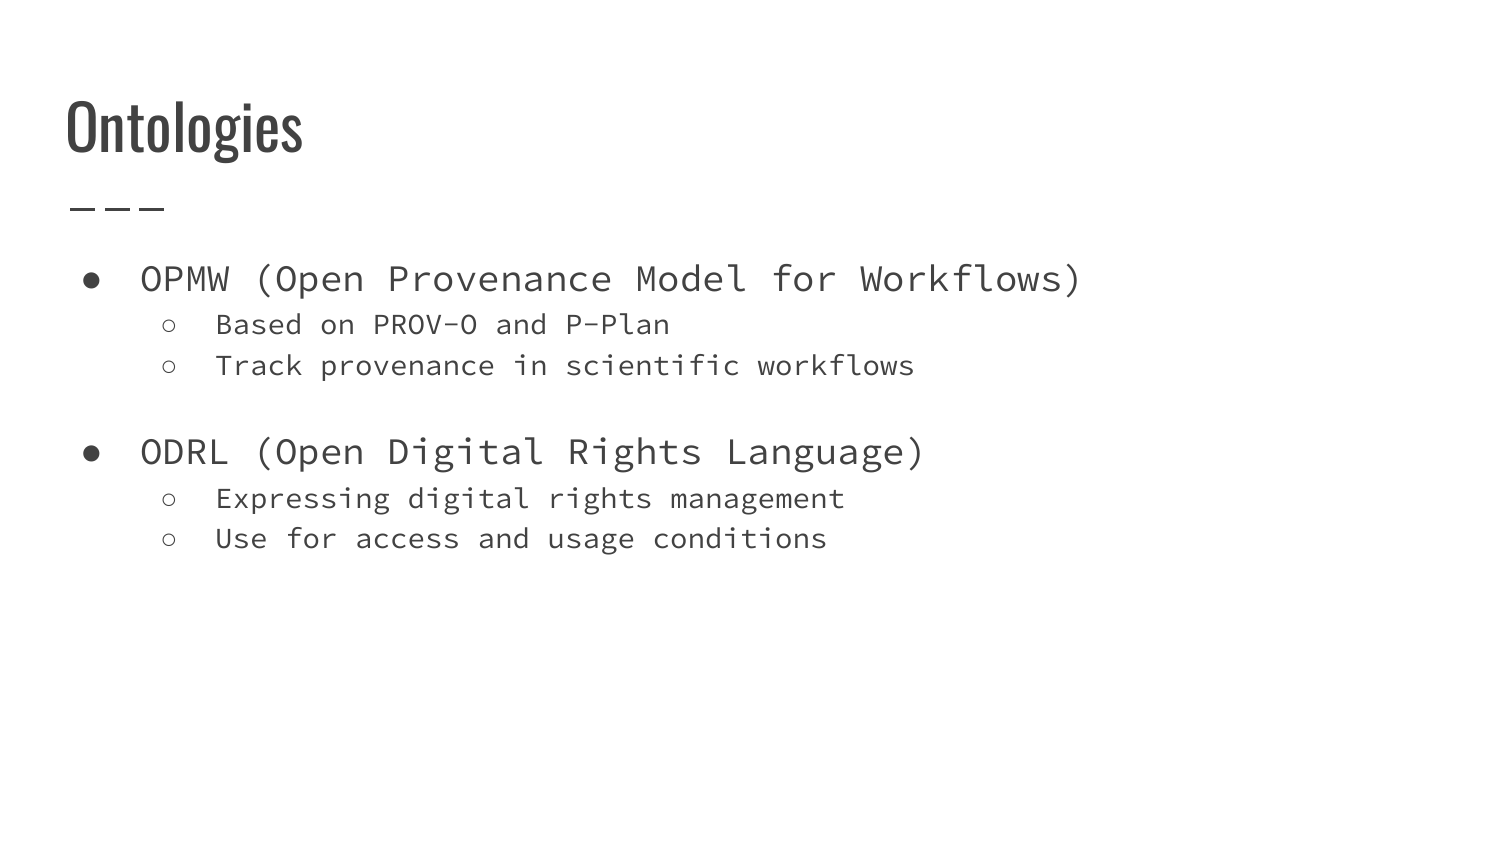 Ontologies
● OPMW (Open Provenance Model for Workflows)
○ Based on PROV-O and P-Plan
○ Track provenance in scientific workflows
● ODRL (Open Digital Rights Language)
○ Expressing digital rights management
○ Use for access and usage conditions